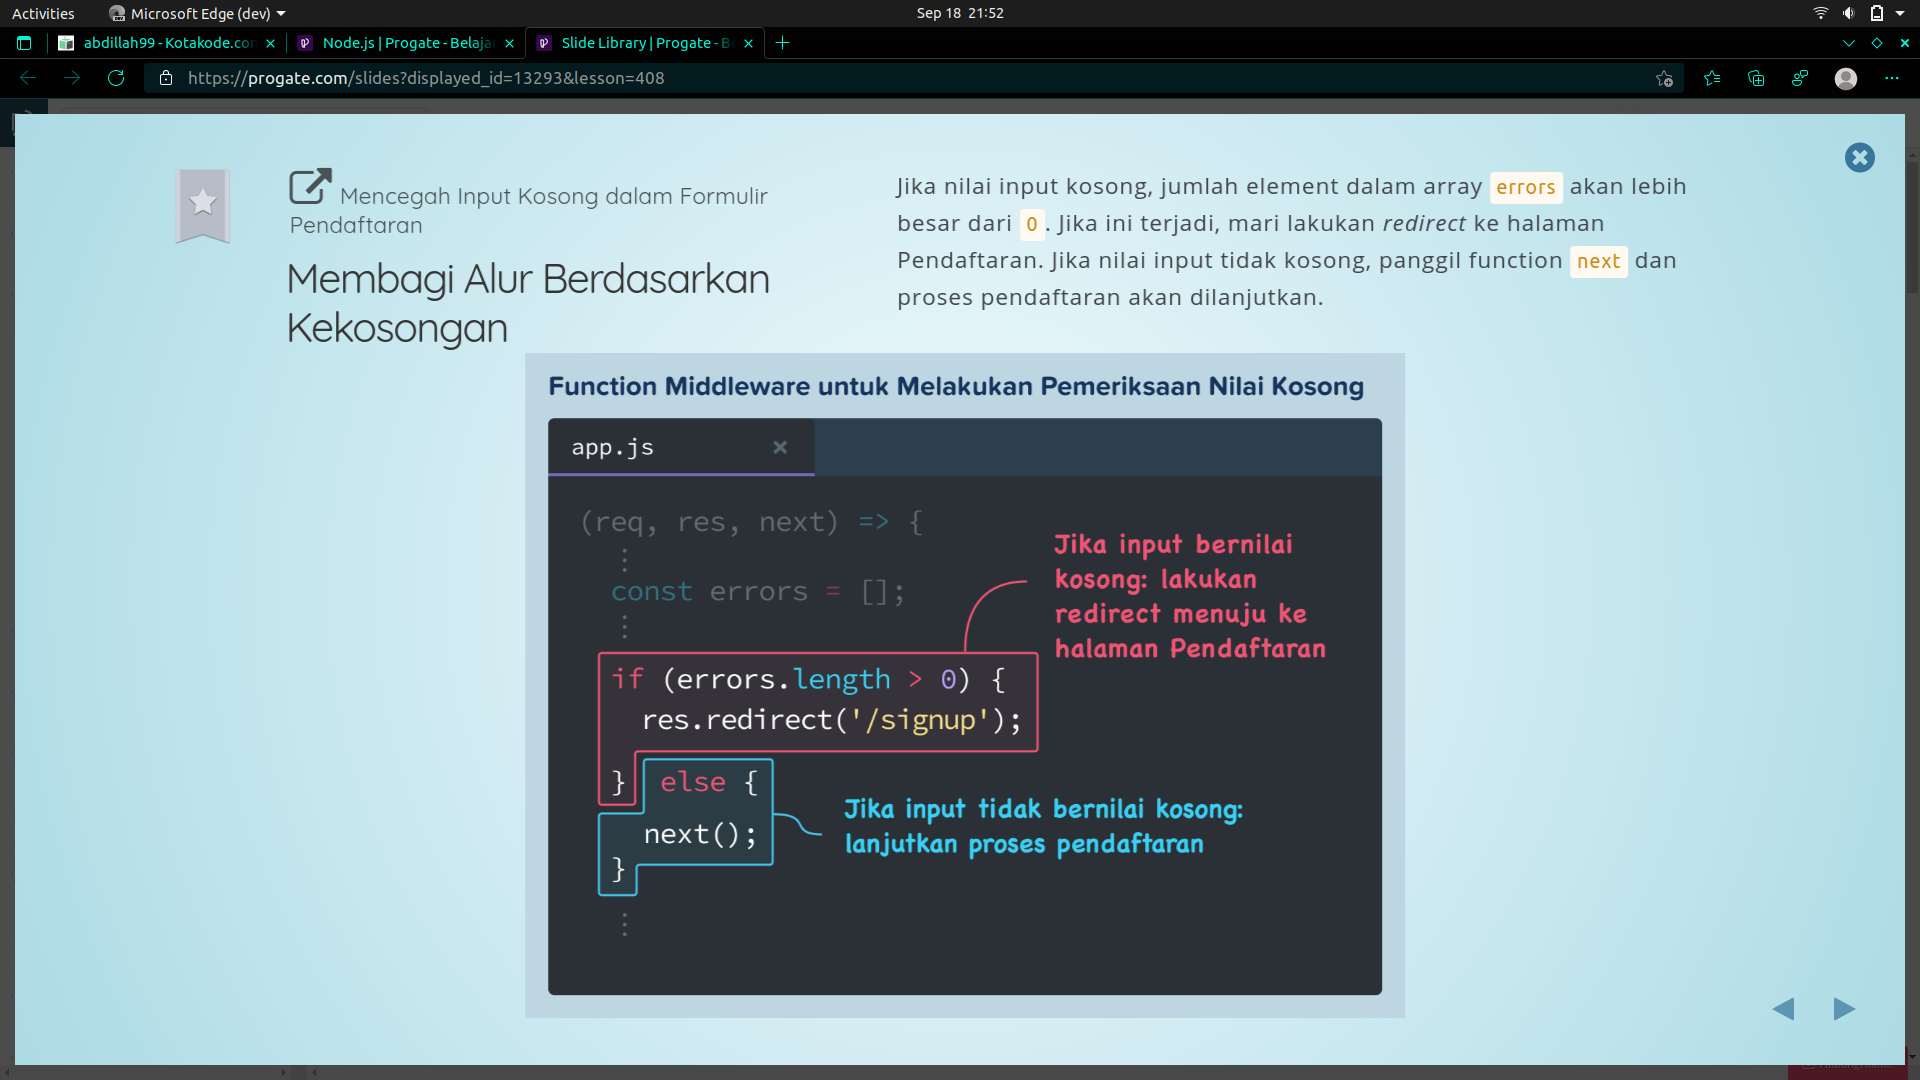 Activities
Microsoft Edge (dev)
Sep 18 21:52
abdillah99 - Kotakode.co
Node.js | Progate - Belaja
Slide Library | Progate - B
https://progate.com/slides?displayed_id=13293&lesson=408
Mencegah Input Kosong dalam Formulir
Pendaftaran
Membagi Alur Berdasarkan
Kekosongan
Jika nilai input kosong, jumlah element dalam array errors akan lebih
besar dari 0. Jika ini terjadi, mari lakukan redirect ke halaman
Pendaftaran. Jika nilai input tidak kosong, panggil function next dan
proses pendaftaran akan dilanjutkan.
Function Middleware untuk Melakukan Pemeriksaan Nilai Kosong
app.js
(req, res, next) => {
⋮
const errors = [];
⋮
Jika input bernilai
kosong: lakukan
redirect menuju ke
halaman Pendaftaran
if (errors.length > 0) {
res.redirect('/signup');
} else {
next();
}
Jika input tidak bernilai kosong:
lanjutkan proses pendaftaran
⋮